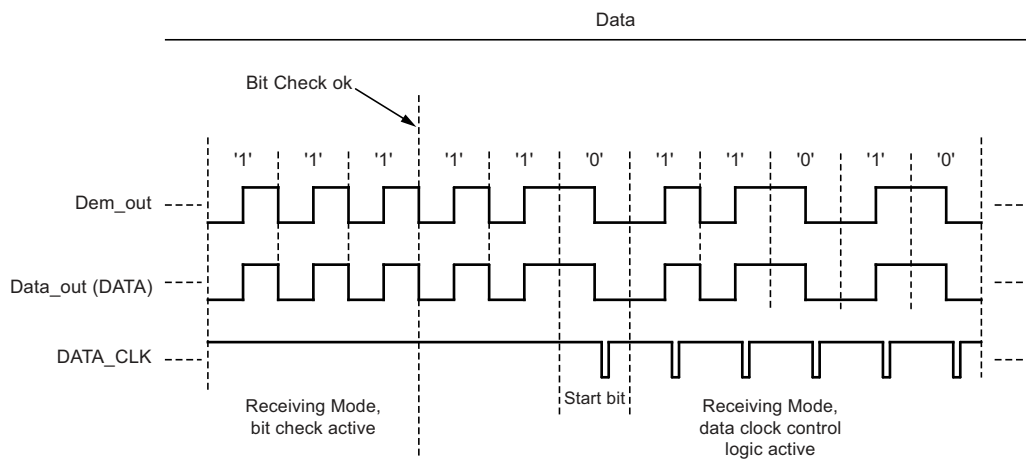 Data
Bit Check ok
'1' '1' '1' '1' '1' '0' '1' '1' '0' '1' '0'
Dem_out
Data_out (DATA)
DATA_CLK
Start bit
Receiving Mode,
bit check active
Receiving Mode,
data clock control
logic active